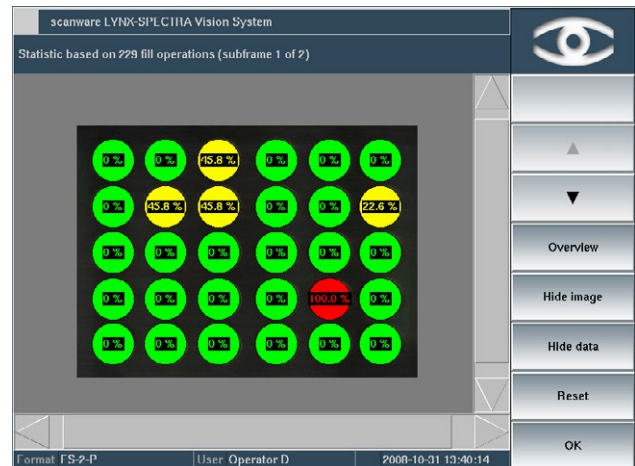 scanware LYNX-SPECTRA Vision System
Statistic based on 229 fill operations (subframe 1 of 2)
0 % 0 % 45.8 % 0 % 0 % 0 %
0 % 45.8 % 45.8 % 0 % 0 % 22.6 %
0 % 0 % 0 % 0 % 0 % 0 %
0 % 0 % 0 % 0 % 100.0 % 0 %
0 % 0 % 0 % 0 % 0 % 0 %
Overview
Hide image
Hide data
Reset
OK
Format FS-2-P User Operator D 2008-10-31 13:40:14